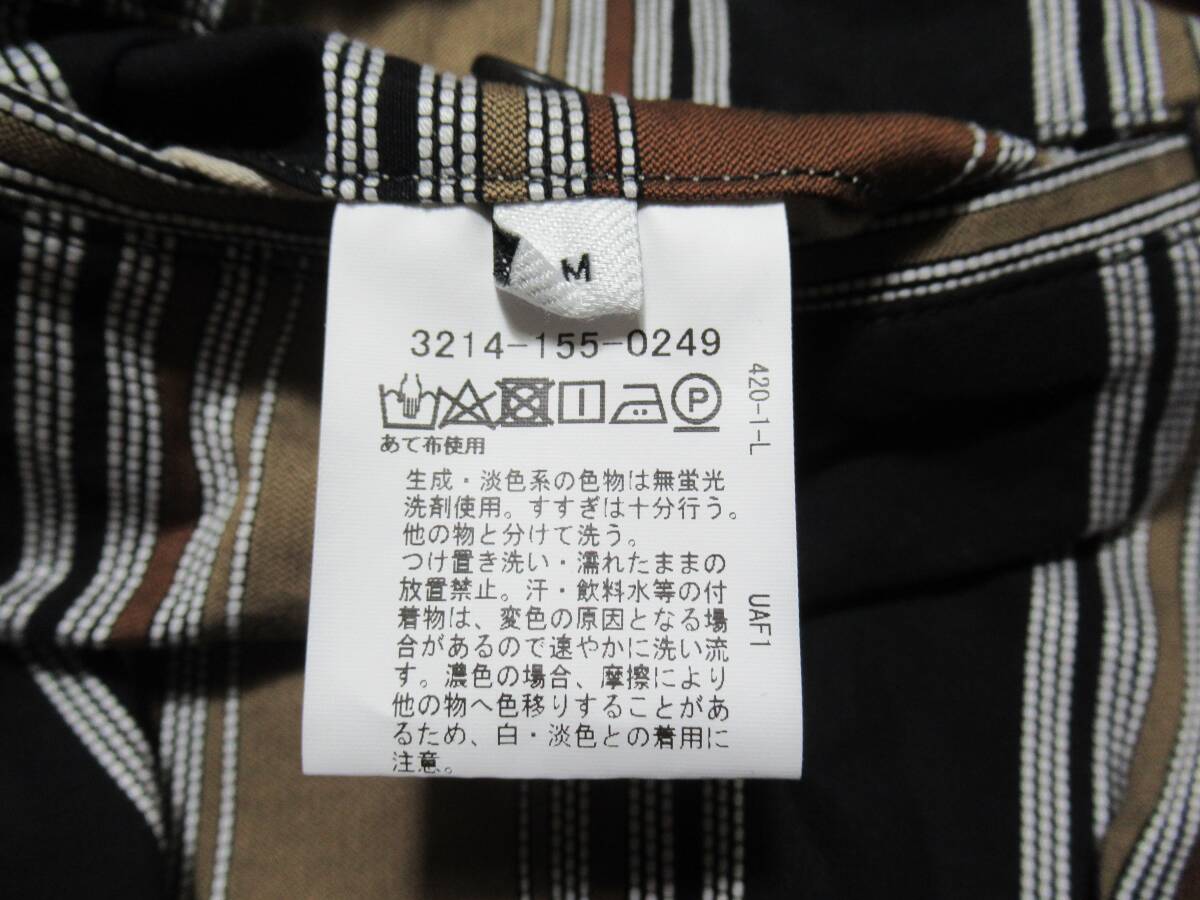 M
3214-155-0249
P
あて布使用
生成・淡色系の色物は無蛍光
洗剤使用。すすぎは十分行う。
他の物と分けて洗う。
つけ置き洗い・濡れたままの
放置禁止。汗・飲料水等の付
着物は、変色の原因となる場
合があるので速やかに洗い流
す。濃色の場合、摩擦により
他の物へ色移りすることがあ
るため、白・淡色との着用に
注意。
420-1-L
UAF1